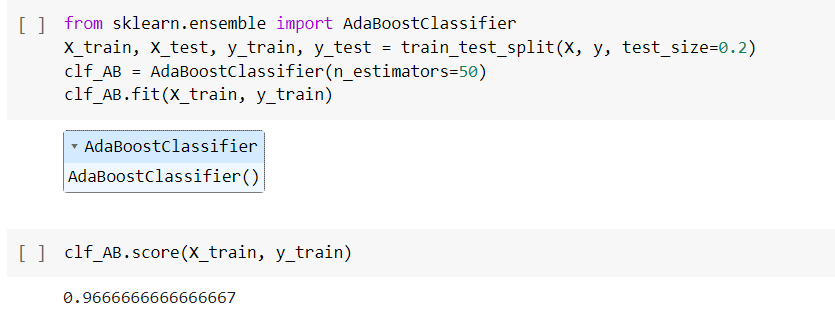 [ ] from sklearn.ensemble import AdaBoostClassifier
X_train, X_test, y_train, y_test = train_test_split(X, y, test_size=0.2)
clf_AB = AdaBoostClassifier(n_estimators=50)
clf_AB.fit(X_train, y_train)
▾ AdaBoostClassifier
AdaBoostClassifier()
[ ] clf_AB.score(X_train, y_train)
0.9666666666666667